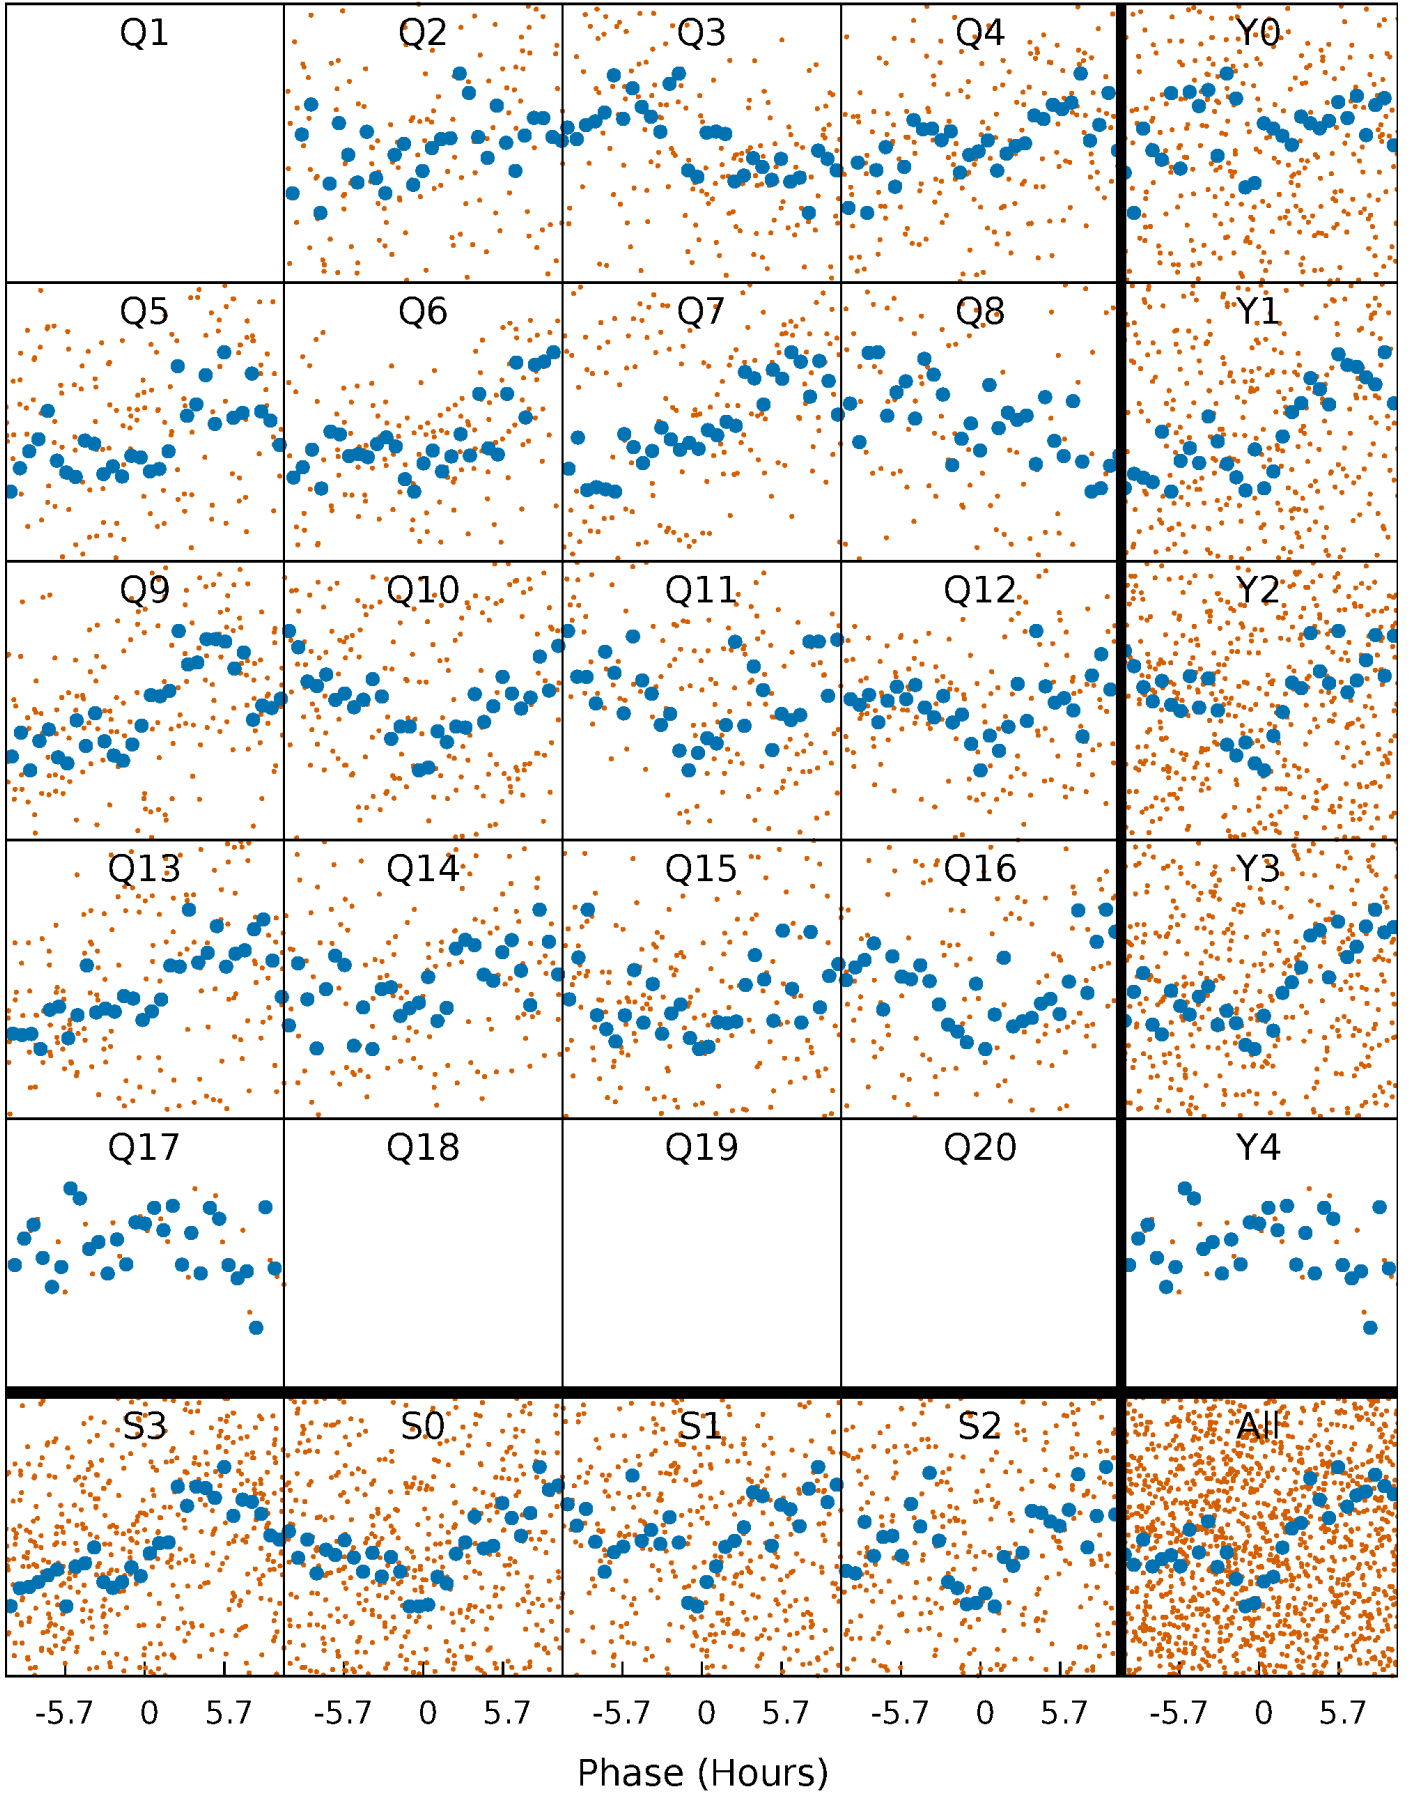 Q1 Q2 Q3 Q4 Y0
Q5 Q6 Q7 Q8 Y1
Q9 Q10 Q11 Q12 Y2
Q13 Q14 Q15 Q16 Y3
Q17 Q18 Q19 Q20 Y4
S3 S0 S1 S2 All
-5.7 0 5.7 -5.7 0 5.7 -5.7 0 5.7 -5.7 0 5.7 -5.7 0 5.7
Phase (Hours)